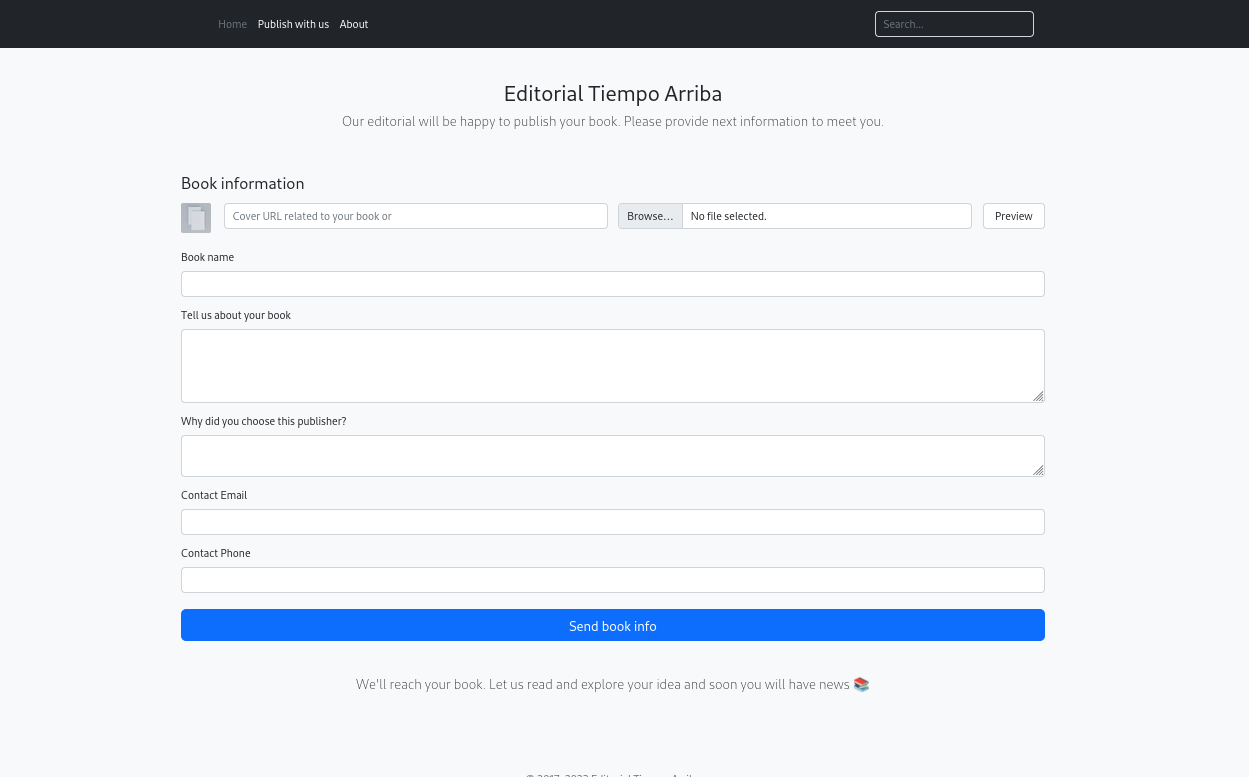 Home Publish with us About Search...
Editorial Tiempo Arriba
Our editorial will be happy to publish your book. Please provide next information to meet you.
Book information
Cover URL related to your book or Browse... No file selected. Preview
Book name
Tell us about your book
Why did you choose this publisher?
Contact Email
Contact Phone
Send book info
We'll reach your book. Let us read and explore your idea and soon you will have news 📚